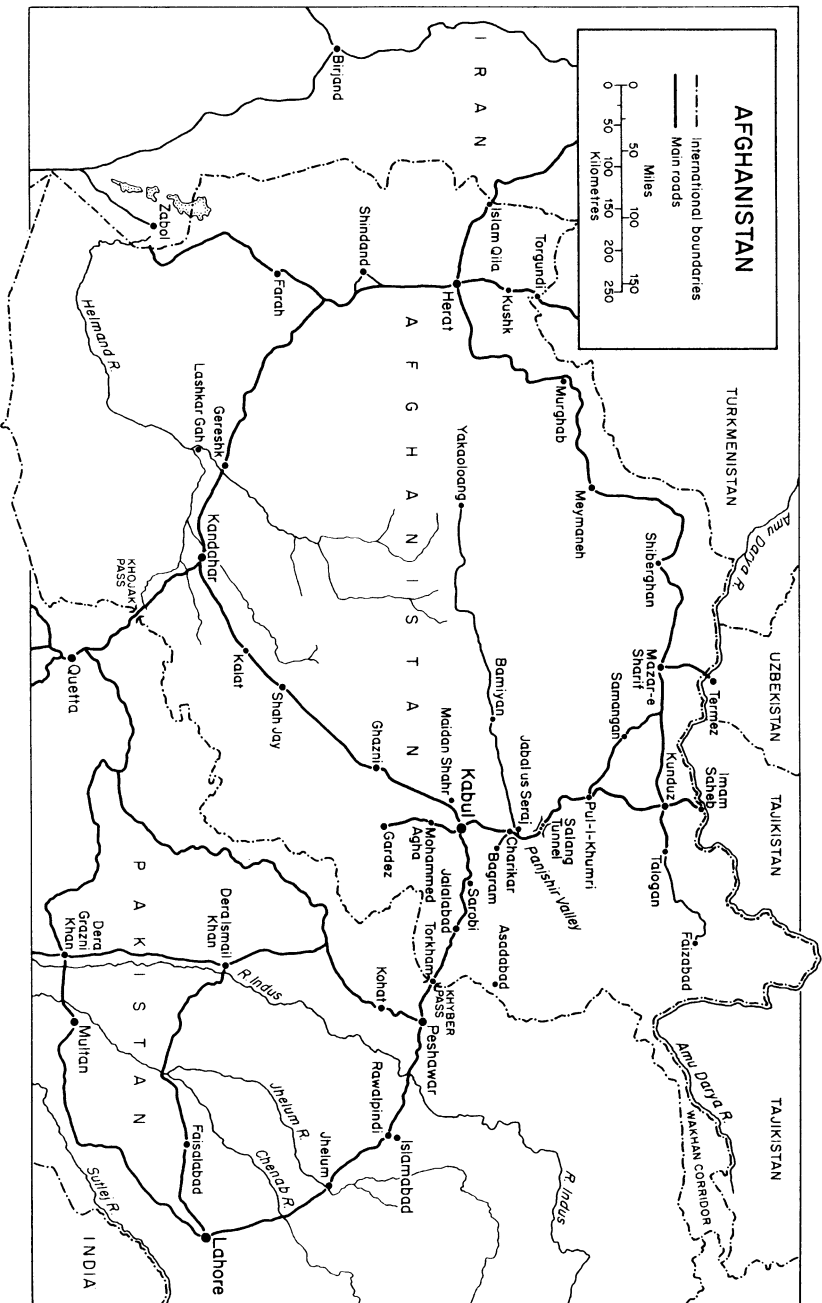 AFGHANISTAN
International boundaries
Main roads
Miles
0 50 100 150
0 50 100 150 200 250
Kilometres
TURKMENISTAN
UZBEKISTAN
TAJIKISTAN
TAJIKISTAN
Amu Darya R.
Termez
Imam
Saheb
Shiberghan
Mazar-e
Sharif
Kunduz
Talogan
Faizabad
Amu Darya R.
WAKHAN CORRIDOR
Samangan
Meymaneh
Murghab
Pul-i-Khumri
Torgundi
Kushk
Islam Qila
IRAN
Salang
Tunnel
Panjshir Valley
Jabal us Seraj
Charikar
Bagram
Asadabad
R. Indus
Bamiyan
Yakaoloang
Herat
Kabul
Maidan Shahr
Sarobi
Jalalabad
Mohammed
Agha
Torkham
KHYBER
PASS
Peshawar
AFGHANISTAN
Gardez
Ghazni
Kohat
Rawalpindi
Islamabad
Shindand
Birjand
Farah
Shah Jay
Kalat
Jhelum
Jhelum R.
R. Indus
Dera Ismail
Khan
Chenab R.
Gereshk
Lashkar Gah
Kandahar
Lahore
Faisalabad
Zabol
Helmand R.
KHOJAK
PASS
PAKISTAN
Quetta
Dera
Grazni
Khan
Multan
Sutlej R.
INDIA